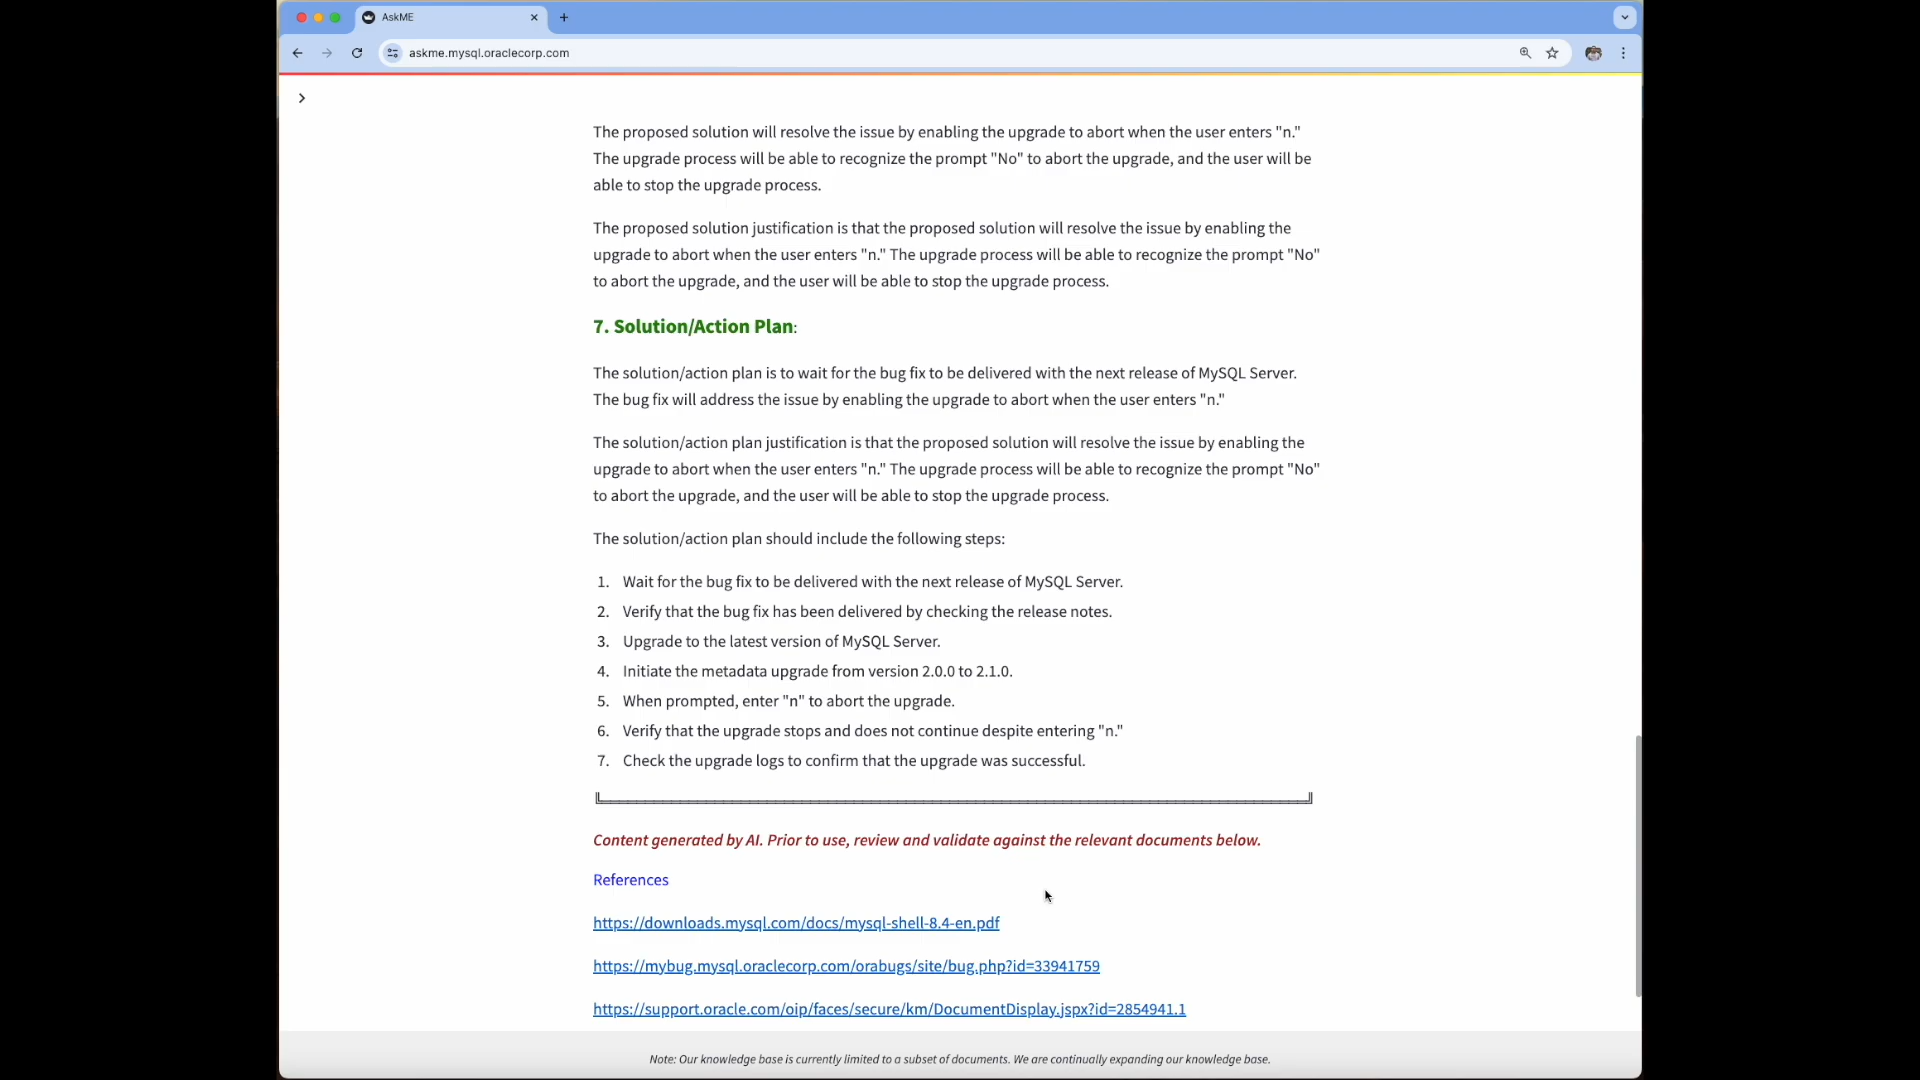 AskME
askme.mysql.oraclecorp.com
The proposed solution will resolve the issue by enabling the upgrade to abort when the user enters "n."
The upgrade process will be able to recognize the prompt "No" to abort the upgrade, and the user will be
able to stop the upgrade process.
The proposed solution justification is that the proposed solution will resolve the issue by enabling the
upgrade to abort when the user enters "n." The upgrade process will be able to recognize the prompt "No"
to abort the upgrade, and the user will be able to stop the upgrade process.
7. Solution/Action Plan:
The solution/action plan is to wait for the bug fix to be delivered with the next release of MySQL Server.
The bug fix will address the issue by enabling the upgrade to abort when the user enters "n."
The solution/action plan justification is that the proposed solution will resolve the issue by enabling the
upgrade to abort when the user enters "n." The upgrade process will be able to recognize the prompt "No"
to abort the upgrade, and the user will be able to stop the upgrade process.
The solution/action plan should include the following steps:
1. Wait for the bug fix to be delivered with the next release of MySQL Server.
2. Verify that the bug fix has been delivered by checking the release notes.
3. Upgrade to the latest version of MySQL Server.
4. Initiate the metadata upgrade from version 2.0.0 to 2.1.0.
5. When prompted, enter "n" to abort the upgrade.
6. Verify that the upgrade stops and does not continue despite entering "n."
7. Check the upgrade logs to confirm that the upgrade was successful.
Content generated by AI. Prior to use, review and validate against the relevant documents below.
References
https://downloads.mysql.com/docs/mysql-shell-8.4-en.pdf
https://mybug.mysql.oraclecorp.com/orabugs/site/bug.php?id=33941759
https://support.oracle.com/oip/faces/secure/km/DocumentDisplay.jspx?id=2854941.1
Note: Our knowledge base is currently limited to a subset of documents. We are continually expanding our knowledge base.